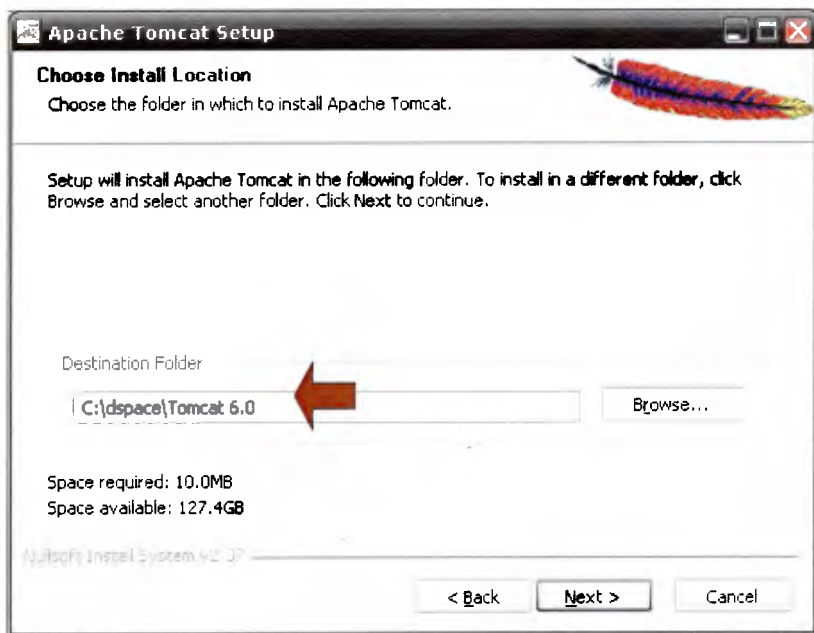 Apache Tomcat Setup
Choose Install Location
Choose the folder in which to install Apache Tomcat.
Setup will install Apache Tomcat in the following folder. To install in a different folder, click
Browse and select another folder. Click Next to continue.
Destination Folder
C:\dspace\Tomcat 6.0
Browse...
Space required: 10.0MB
Space available: 127.4GB
Nullsoft Install System
< Back
Next >
Cancel